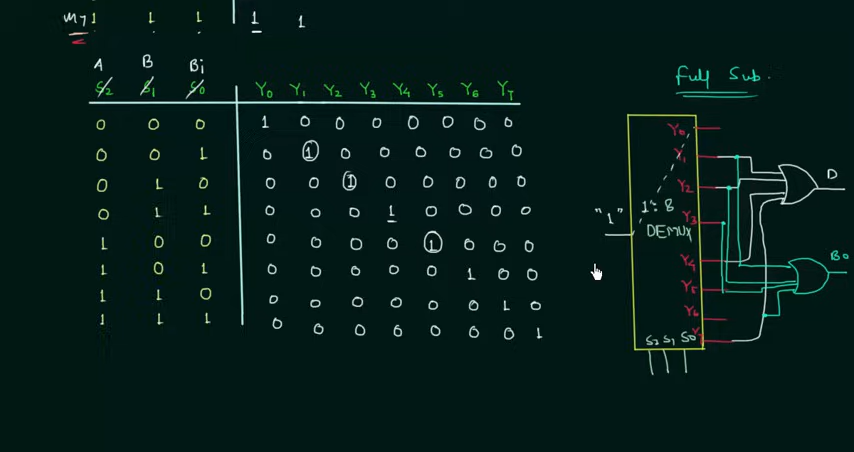 m7 1 1 1 1 1
A B Bi
S2 S1 S0 Y0 Y1 Y2 Y3 Y4 Y5 Y6 Y7
0 0 0 1 0 0 0 0 0 0 0
0 0 1 0 1 0 0 0 0 0 0
0 1 0 0 0 1 0 0 0 0 0
0 1 1 0 0 0 1 0 0 0 0
1 0 0 0 0 0 0 1 0 0 0
1 0 1 0 0 0 0 0 1 0 0
1 1 0 0 0 0 0 0 0 1 0
1 1 1 0 0 0 0 0 0 0 1
Full Sub.
Y0
Y1
Y2
Y3
Y4
Y5
Y6
Y
"1"
1:8
DEMUX
S2 S1 S0
D
B0